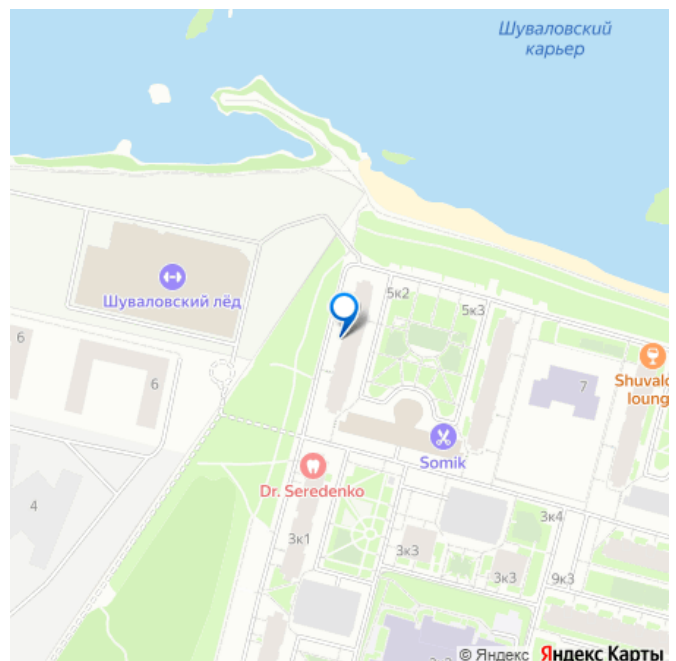 Шуваловский
карьер
Шуваловский лёд
5к2
5к3
6
6
7
Shuvalo
loung
Somik
Dr. Seredenko
4
3к1
3к4
3к3
3к3
9к3
© Яндекс Яндекс Карты